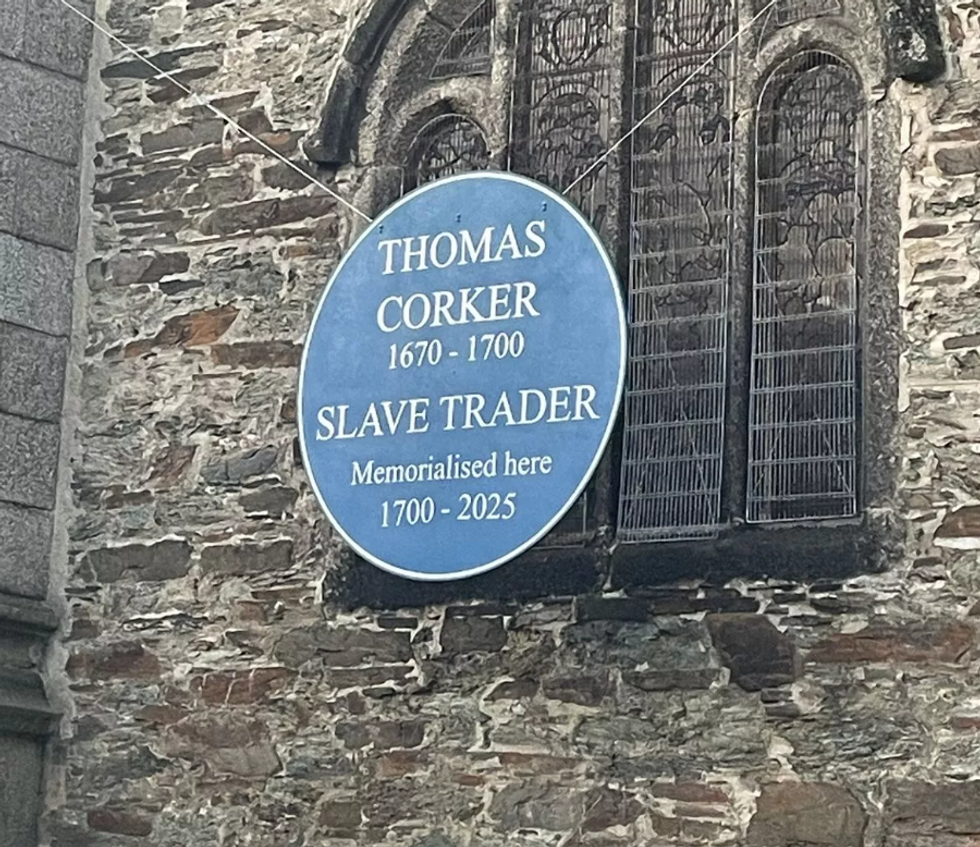 THOMAS
CORKER
1670 - 1700
SLAVE TRADER
Memorialised here
1700 - 2025